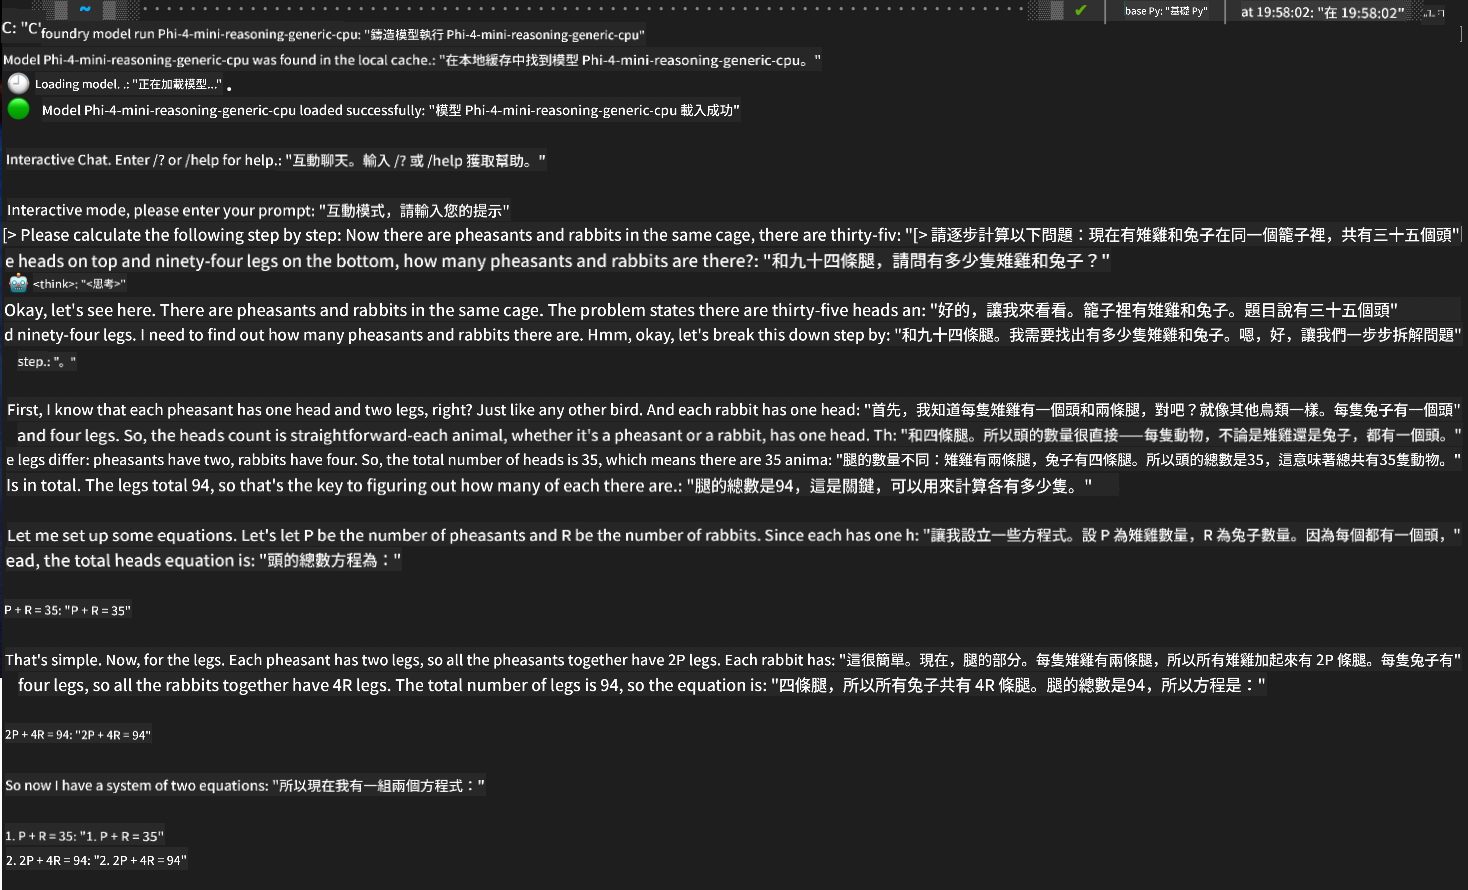 ~ ✔ base Py: "基礎 Py" at 19:58:02: "在 19:58:02"
C: "C' foundry model run Phi-4-mini-reasoning-generic-cpu: "鑄造模型執行 Phi-4-mini-reasoning-generic-cpu" ]
Model Phi-4-mini-reasoning-generic-cpu was found in the local cache.: "在本地緩存中找到模型 Phi-4-mini-reasoning-generic-cpu。"
Loading model. .: "正在加載模型..." .
Model Phi-4-mini-reasoning-generic-cpu loaded successfully: "模型 Phi-4-mini-reasoning-generic-cpu 載入成功"
Interactive Chat. Enter /? or /help for help.: "互動聊天。輸入 /? 或 /help 獲取幫助。"
Interactive mode, please enter your prompt: "互動模式，請輸入您的提示"
[> Please calculate the following step by step: Now there are pheasants and rabbits in the same cage, there are thirty-fiv: "[> 請逐步計算以下問題：現在有雉雞和兔子在同一個籠子裡，共有三十五個頭"
e heads on top and ninety-four legs on the bottom, how many pheasants and rabbits are there?: "和九十四條腿，請問有多少隻雉雞和兔子？"
<think>: "<思考>"
Okay, let's see here. There are pheasants and rabbits in the same cage. The problem states there are thirty-five heads an: "好的，讓我來看看。籠子裡有雉雞和兔子。題目說有三十五個頭"
d ninety-four legs. I need to find out how many pheasants and rabbits there are. Hmm, okay, let's break this down step by: "和九十四條腿。我需要找出有多少隻雉雞和兔子。嗯，好，讓我們一步步拆解問題"
step.: "。"
First, I know that each pheasant has one head and two legs, right? Just like any other bird. And each rabbit has one head: "首先，我知道每隻雉雞有一個頭和兩條腿，對吧？就像其他鳥類一樣。每隻兔子有一個頭"
and four legs. So, the heads count is straightforward-each animal, whether it's a pheasant or a rabbit, has one head. Th: "和四條腿。所以頭的數量很直接——每隻動物，不論是雉雞還是兔子，都有一個頭。"
e legs differ: pheasants have two, rabbits have four. So, the total number of heads is 35, which means there are 35 anima: "腿的數量不同：雉雞有兩條腿，兔子有四條腿。所以頭的總數是35，這意味著總共有35隻動物。"
Is in total. The legs total 94, so that's the key to figuring out how many of each there are.: "腿的總數是94，這是關鍵，可以用來計算各有多少隻。"
Let me set up some equations. Let's let P be the number of pheasants and R be the number of rabbits. Since each has one h: "讓我設立一些方程式。設 P 為雉雞數量，R 為兔子數量。因為每個都有一個頭，"
ead, the total heads equation is: "頭的總數方程為："
P + R = 35: "P + R = 35"
That's simple. Now, for the legs. Each pheasant has two legs, so all the pheasants together have 2P legs. Each rabbit has: "這很簡單。現在，腿的部分。每隻雉雞有兩條腿，所以所有雉雞加起來有 2P 條腿。每隻兔子有"
four legs, so all the rabbits together have 4R legs. The total number of legs is 94, so the equation is: "四條腿，所以所有兔子共有 4R 條腿。腿的總數是94，所以方程是："
2P + 4R = 94: "2P + 4R = 94"
So now I have a system of two equations: "所以現在我有一組兩個方程式："
1. P + R = 35: "1. P + R = 35"
2. 2P + 4R = 94: "2. 2P + 4R = 94"